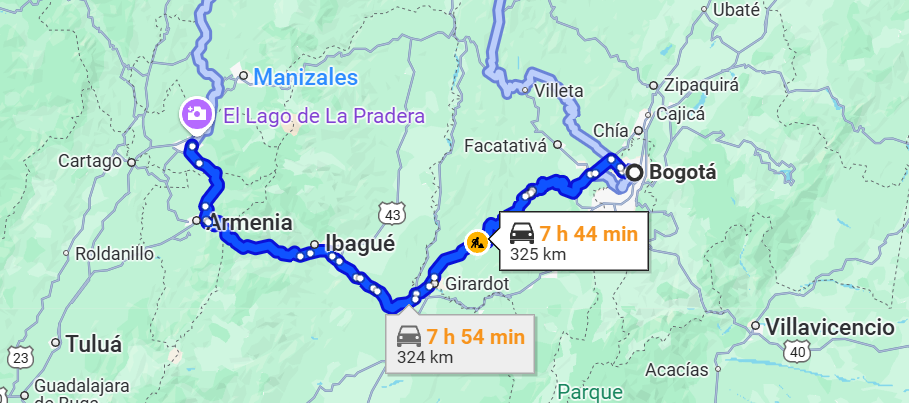 Ubaté
Manizales
Villeta
Zipaquirá
Cajicá
El Lago de La Pradera
Chía
Facatativá
Cartago
Bogotá
43
Armenia
7 h 44 min
325 km
Ibagué
Roldanillo
Girardot
7 h 54 min
324 km
Villavicencio
Tuluá
23
40
Acacías
Guadalajara
de Buga
Parque